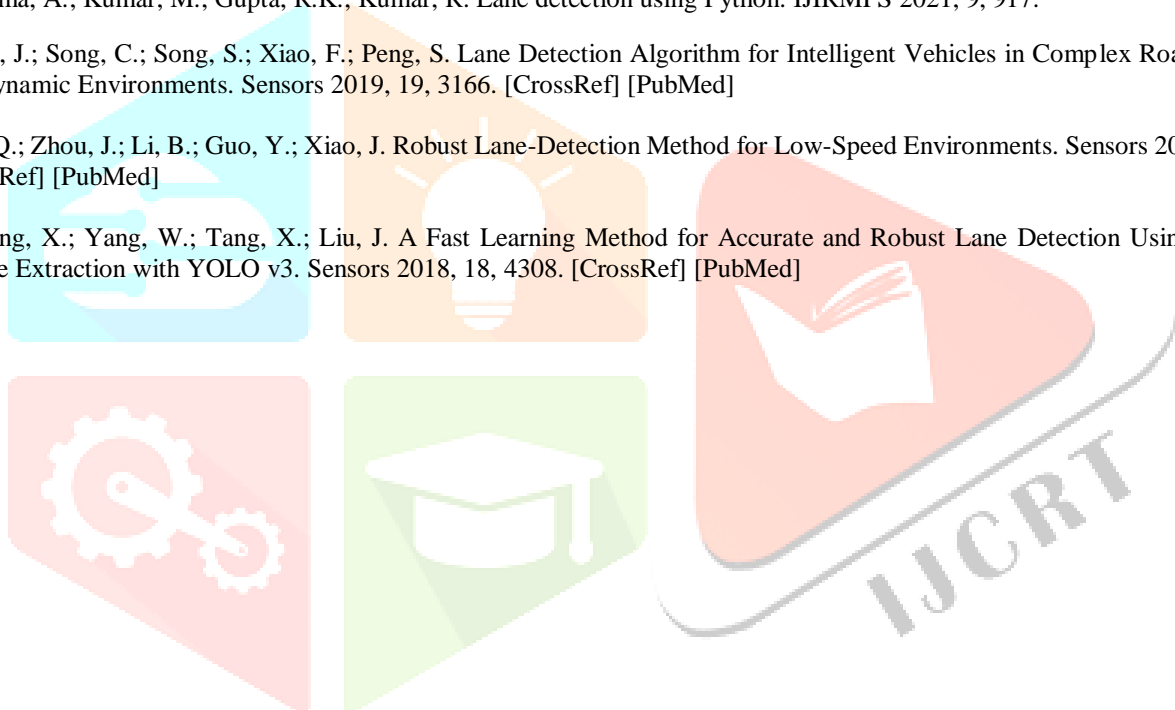 A.; Kumar, M.; Gupta, R.K.; Kumar, R. Lane detection using Python. IJIRMPS 2021, 9, 917.
J.; Song, C.; Song, S.; Xiao, F.; Peng, S. Lane Detection Algorithm for Intelligent Vehicles in Complex Roa
ynamic Environments. Sensors 2019, 19, 3166. [CrossRef] [PubMed]
Q.; Zhou, J.; Li, B.; Guo, Y.; Xiao, J. Robust Lane-Detection Method for Low-Speed Environments. Sensors 20
Ref] [PubMed]
ng, X.; Yang, W.; Tang, X.; Liu, J. A Fast Learning Method for Accurate and Robust Lane Detection Usin
e Extraction with YOLO v3. Sensors 2018, 18, 4308. [CrossRef] [PubMed]
IJCRT